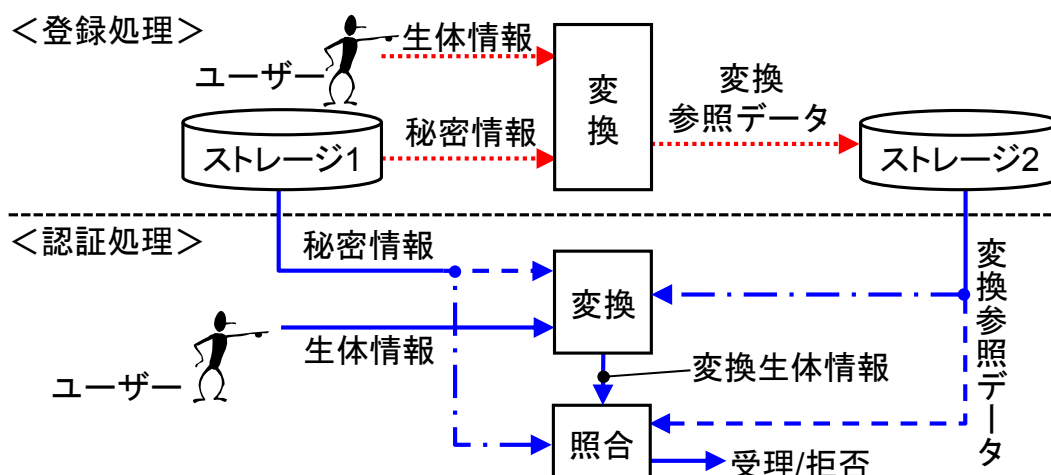 ＜登録処理＞
生体情報
ユーザー
変換
変換
参照データ
秘密情報
ストレージ1
ストレージ2
＜認証処理＞
秘密情報
変換
変換参照データ
生体情報
ユーザー
変換生体情報
照合
受理/拒否